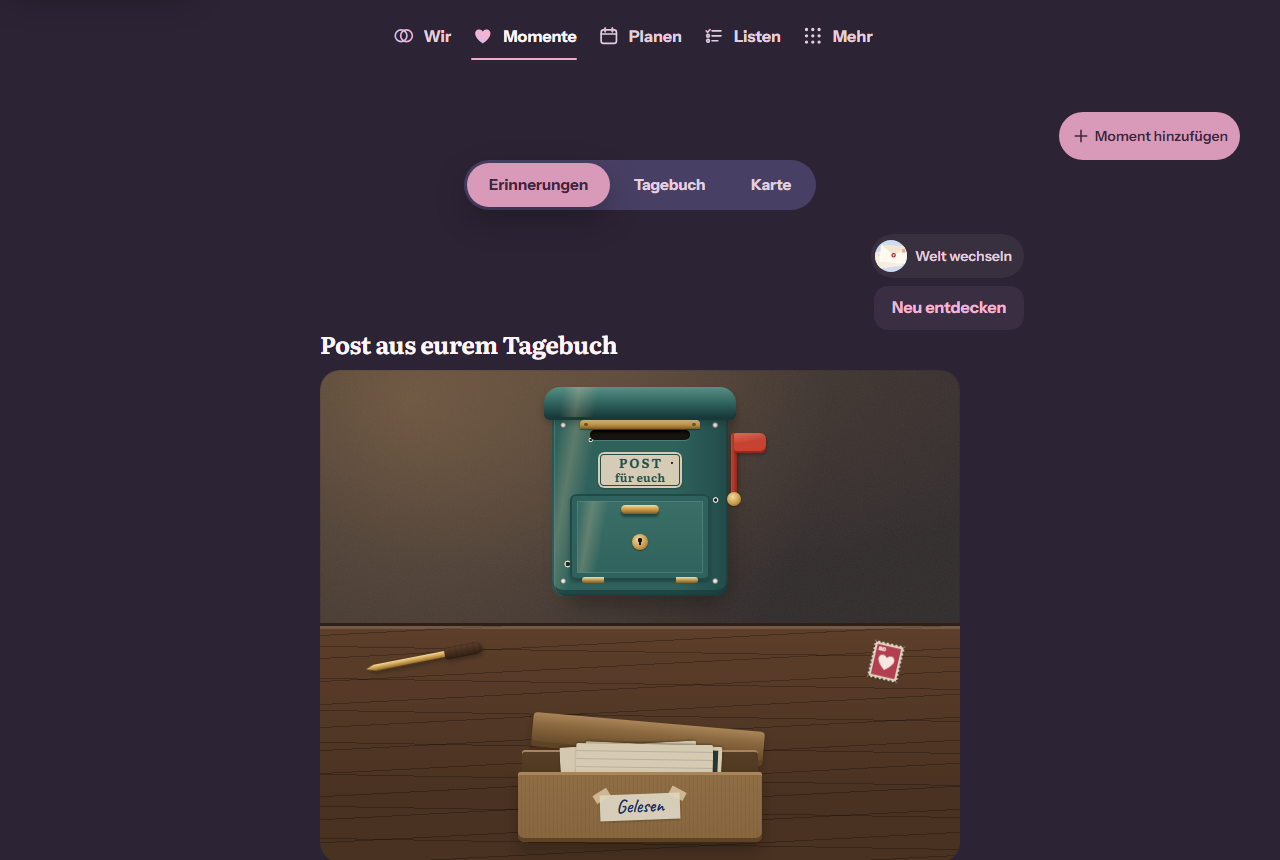 Wir
Momente
Planen
Listen
Mehr
Moment hinzufügen
Erinnerungen
Tagebuch
Karte
Welt wechseln
Neu entdecken
Post aus eurem Tagebuch
POST
für euch
Gelesen